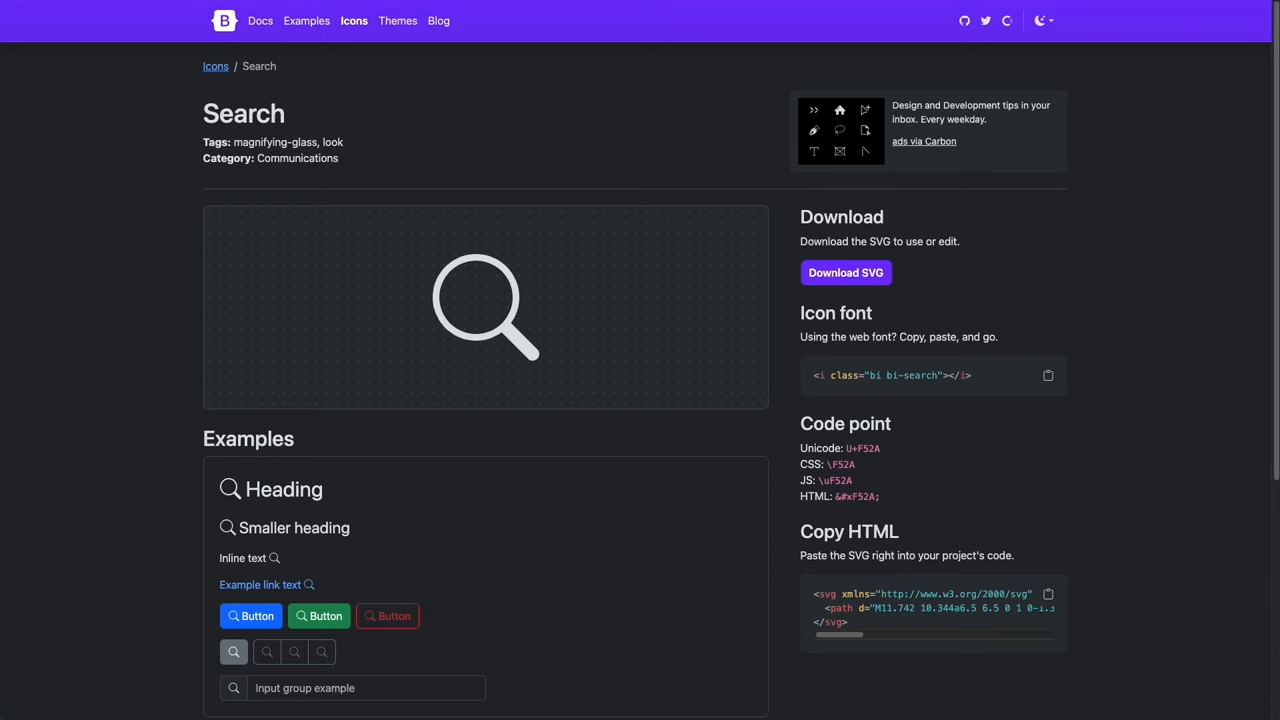 B Docs Examples Icons Themes Blog
Icons / Search
Search
Tags: magnifying-glass, look
Category: Communications
Design and Development tips in your
inbox. Every weekday.
ads via Carbon
Download
Download the SVG to use or edit.
Download SVG
Icon font
Using the web font? Copy, paste, and go.
<i class="bi bi-search"></i>
Code point
Unicode: U+F52A
CSS: \F52A
JS: \uF52A
HTML: &#xF52A;
Copy HTML
Paste the SVG right into your project's code.
<svg xmlns="http://www.w3.org/2000/svg"
<path d="M11.742 10.344a6.5 6.5 0 1 0-1.3
</svg>
Examples
Heading
Smaller heading
Inline text
Example link text
Button Button Button
Input group example